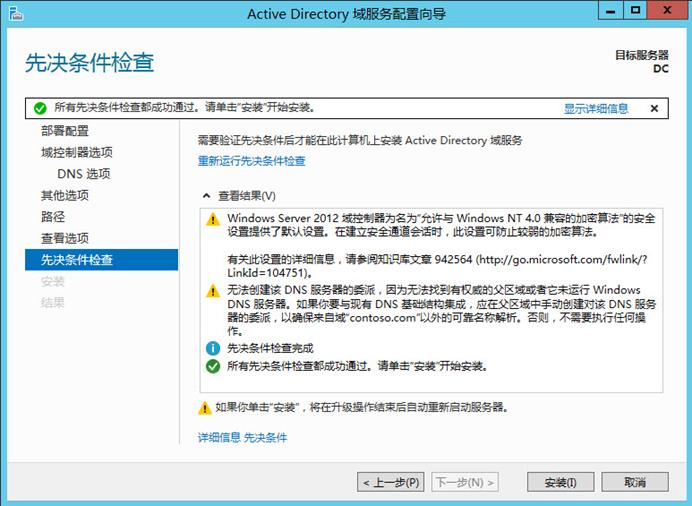 Active Directory 域服务配置向导
先决条件检查
目标服务器
DC
所有先决条件检查都成功通过。请单击"安装"开始安装。
显示详细信息
部署配置
域控制器选项
DNS 选项
其他选项
路径
查看选项
先决条件检查
安装
结果
需要验证先决条件后才能在此计算机上安装 Active Directory 域服务
重新运行先决条件检查
查看结果(V)
Windows Server 2012 域控制器为名为"允许与 Windows NT 4.0 兼容的加密算法"的安全
设置提供了默认设置。在建立安全通道会话时，此设置可防止较弱的加密算法。
有关此设置的详细信息，请参阅知识库文章 942564 (http://go.microsoft.com/fwlink/?
LinkId=104751)。
无法创建该 DNS 服务器的委派，因为无法找到有权威的父区域或者它未运行 Windows
DNS 服务器。如果你要与现有 DNS 基础结构集成，应在父区域中手动创建对该 DNS 服务
器的委派，以确保来自域"contoso.com"以外的可靠名称解析。否则，不需要执行任何操
作。
先决条件检查完成
所有先决条件检查都成功通过。请单击"安装"开始安装。
如果你单击"安装"，将在升级操作结束后自动重新启动服务器。
详细信息 先决条件
< 上一步(P)
下一步(N) >
安装(I)
取消